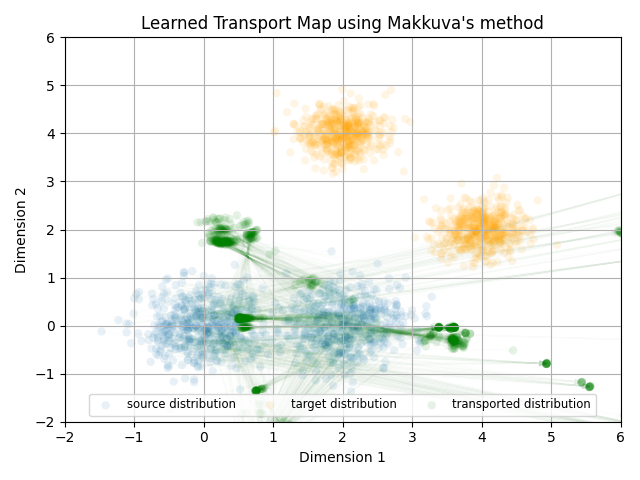 Learned Transport Map using Makkuva's method
Dimension 2
6
5
4
3
2
1
0
−1
−2
source distribution target distribution transported distribution
−2 −1 0 1 2 3 4 5 6
Dimension 1